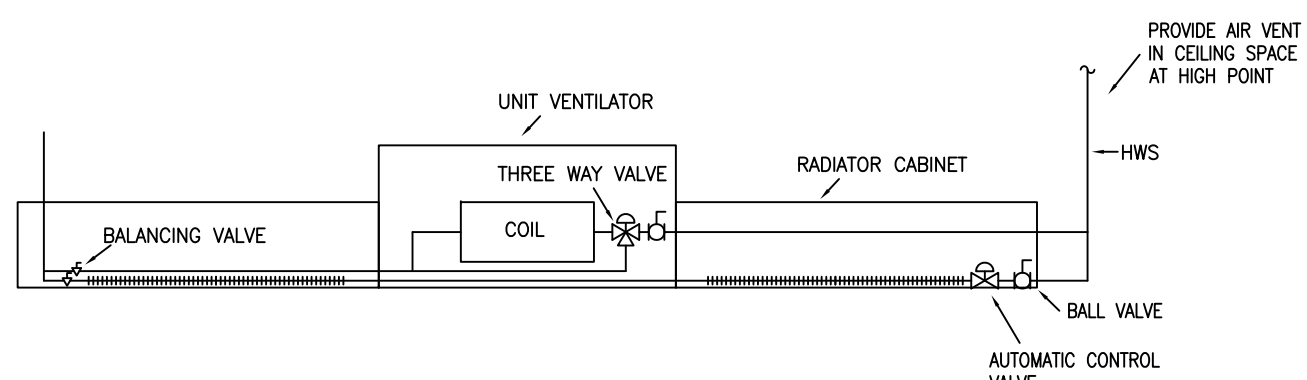 PROVIDE AIR VENT
IN CEILING SPACE
AT HIGH POINT
UNIT VENTILATOR
HWS
THREE WAY VALVE
RADIATOR CABINET
COIL
BALANCING VALVE
BALL VALVE
AUTOMATIC CONTROL
VALVE